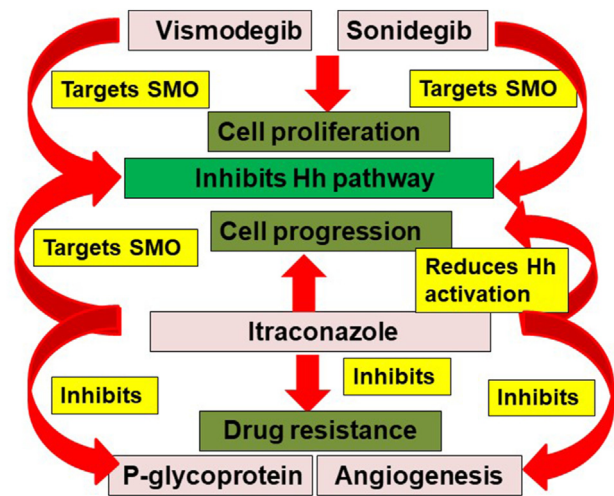 Vismodegib
Sonidegib
Targets SMO
Targets SMO
Cell proliferation
Inhibits Hh pathway
Cell progression
Targets SMO
Reduces Hh
activation
Itraconazole
Inhibits
Inhibits
Inhibits
Drug resistance
P-glycoprotein
Angiogenesis